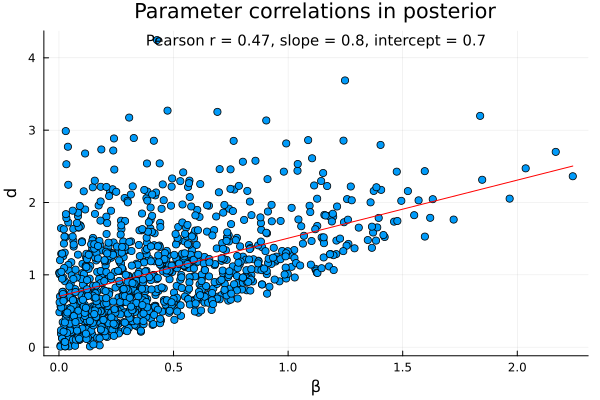 Parameter correlations in posterior
Pearson r = 0.47, slope = 0.8, intercept = 0.7
4
3
2
1
0
d
0.0 0.5 1.0 1.5 2.0
β